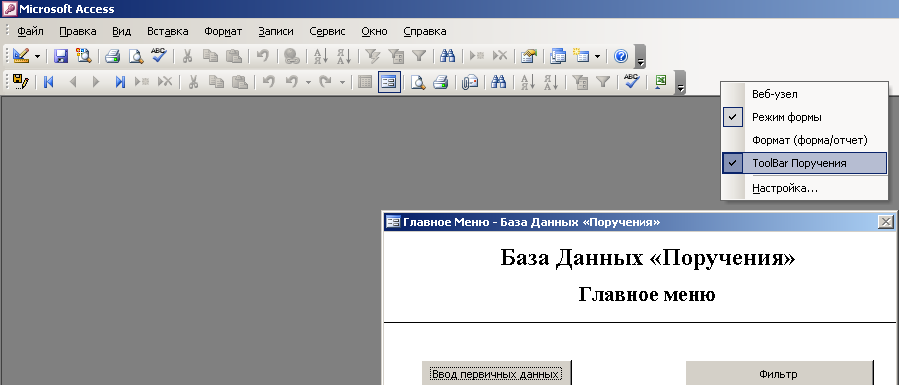 Microsoft Access
Файл Правка Вид Вставка Формат Записи Сервис Окно Справка
Веб-узел
Режим формы
Формат (форма/отчет)
ToolBar Поручения
Настройка...
Главное Меню - База Данных «Поручения»
База Данных «Поручения»
Главное меню
Ввод первичных данных Фильтр